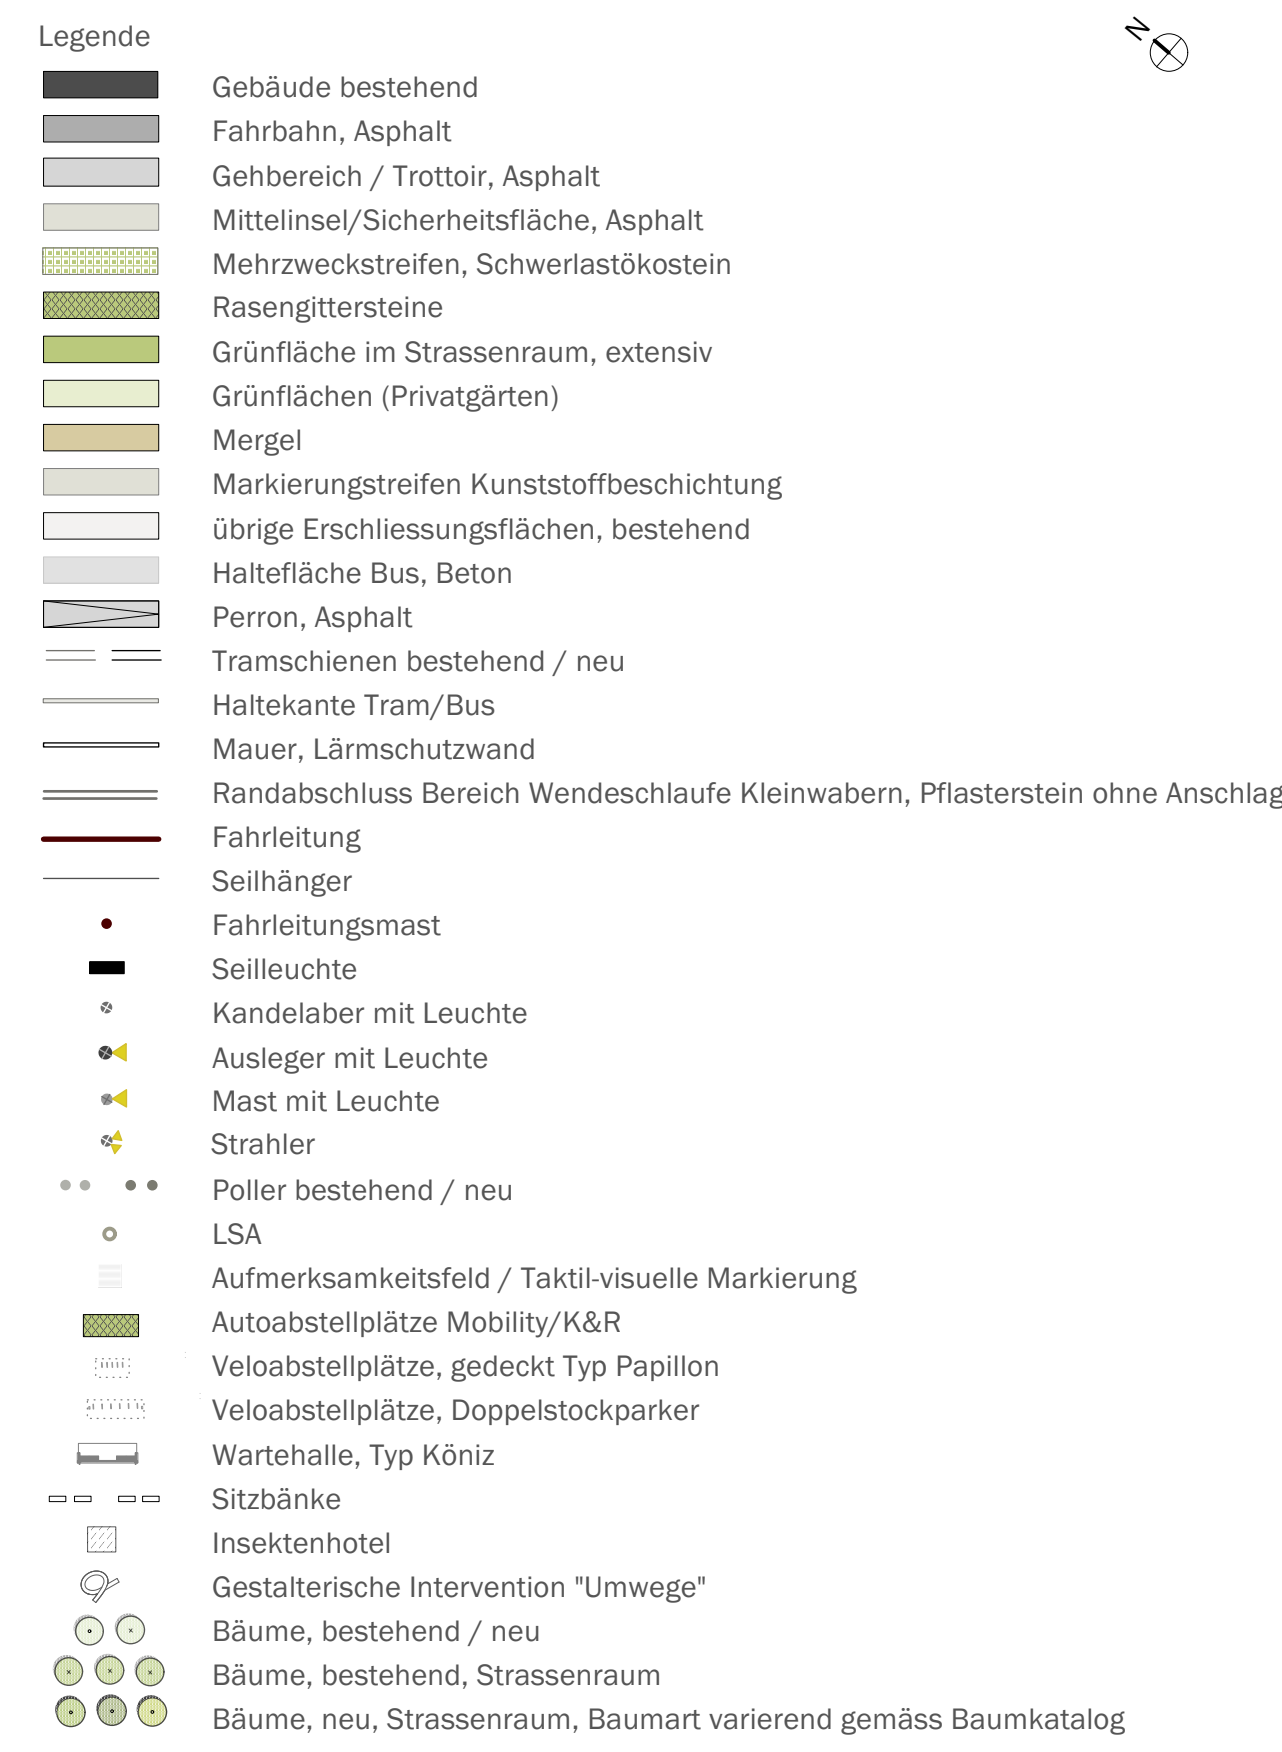 Legende
N
Gebäude bestehend
Fahrbahn, Asphalt
Gehbereich / Trottoir, Asphalt
Mittelinsel/Sicherheitsfläche, Asphalt
Mehrzweckstreifen, Schwerlastökostein
Rasengittersteine
Grünfläche im Strassenraum, extensiv
Grünflächen (Privatgärten)
Mergel
Markierungstreifen Kunststoffbeschichtung
übrige Erschliessungsflächen, bestehend
Haltefläche Bus, Beton
Perron, Asphalt
Tramschienen bestehend / neu
Haltekante Tram/Bus
Mauer, Lärmschutzwand
Randabschluss Bereich Wendeschlaufe Kleinwabern, Pflasterstein ohne Anschlag
Fahrleitung
Seilhänger
Fahrleitungsmast
Seilleuchte
Kandelaber mit Leuchte
Ausleger mit Leuchte
Mast mit Leuchte
Strahler
Poller bestehend / neu
LSA
Aufmerksamkeitsfeld / Taktil-visuelle Markierung
Autoabstellplätze Mobility/K&R
Veloabstellplätze, gedeckt Typ Papillon
Veloabstellplätze, Doppelstockparker
Wartehalle, Typ Köniz
Sitzbänke
Insektenhotel
Gestalterische Intervention "Umwege"
Bäume, bestehend / neu
Bäume, bestehend, Strassenraum
Bäume, neu, Strassenraum, Baumart varierend gemäss Baumkatalog